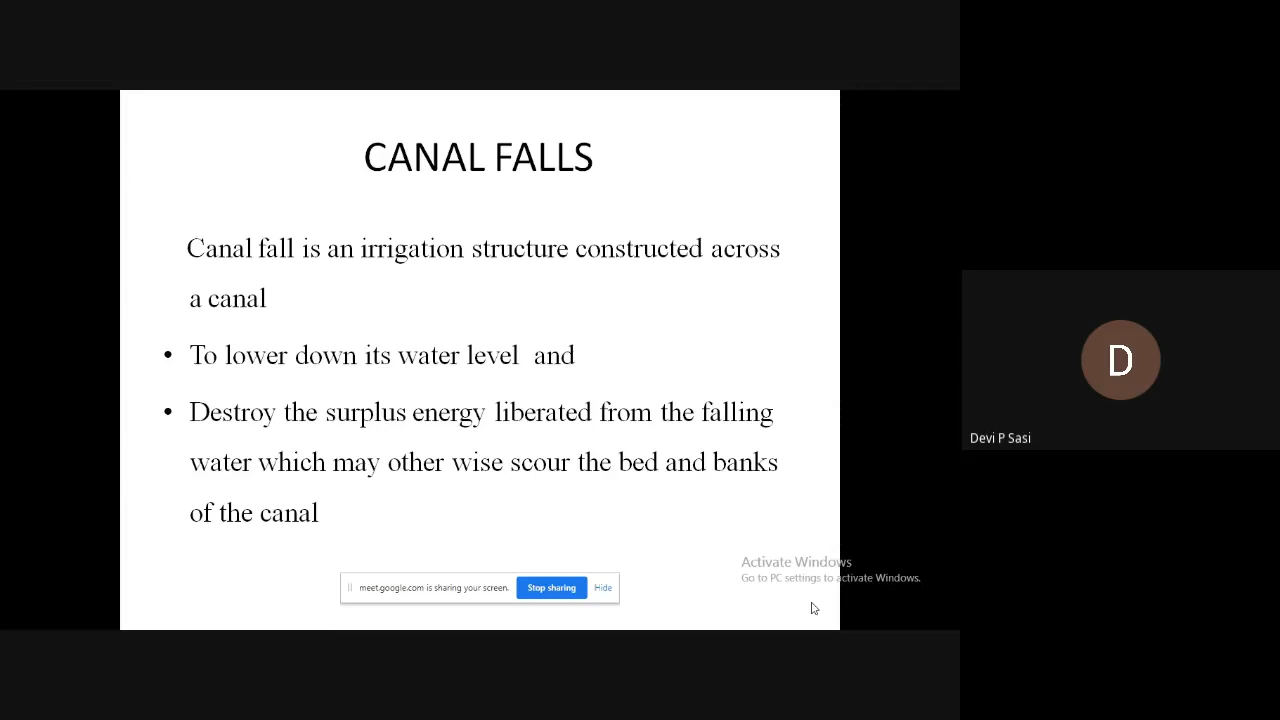 CANAL FALLS
Canal fall is an irrigation structure constructed across
a canal
• To lower down its water level and
• Destroy the surplus energy liberated from the falling
water which may other wise scour the bed and banks
of the canal
D
Devi P Sasi
Activate Windows
Go to PC settings to activate Windows.
meet.google.com is sharing your screen. Stop sharing Hide